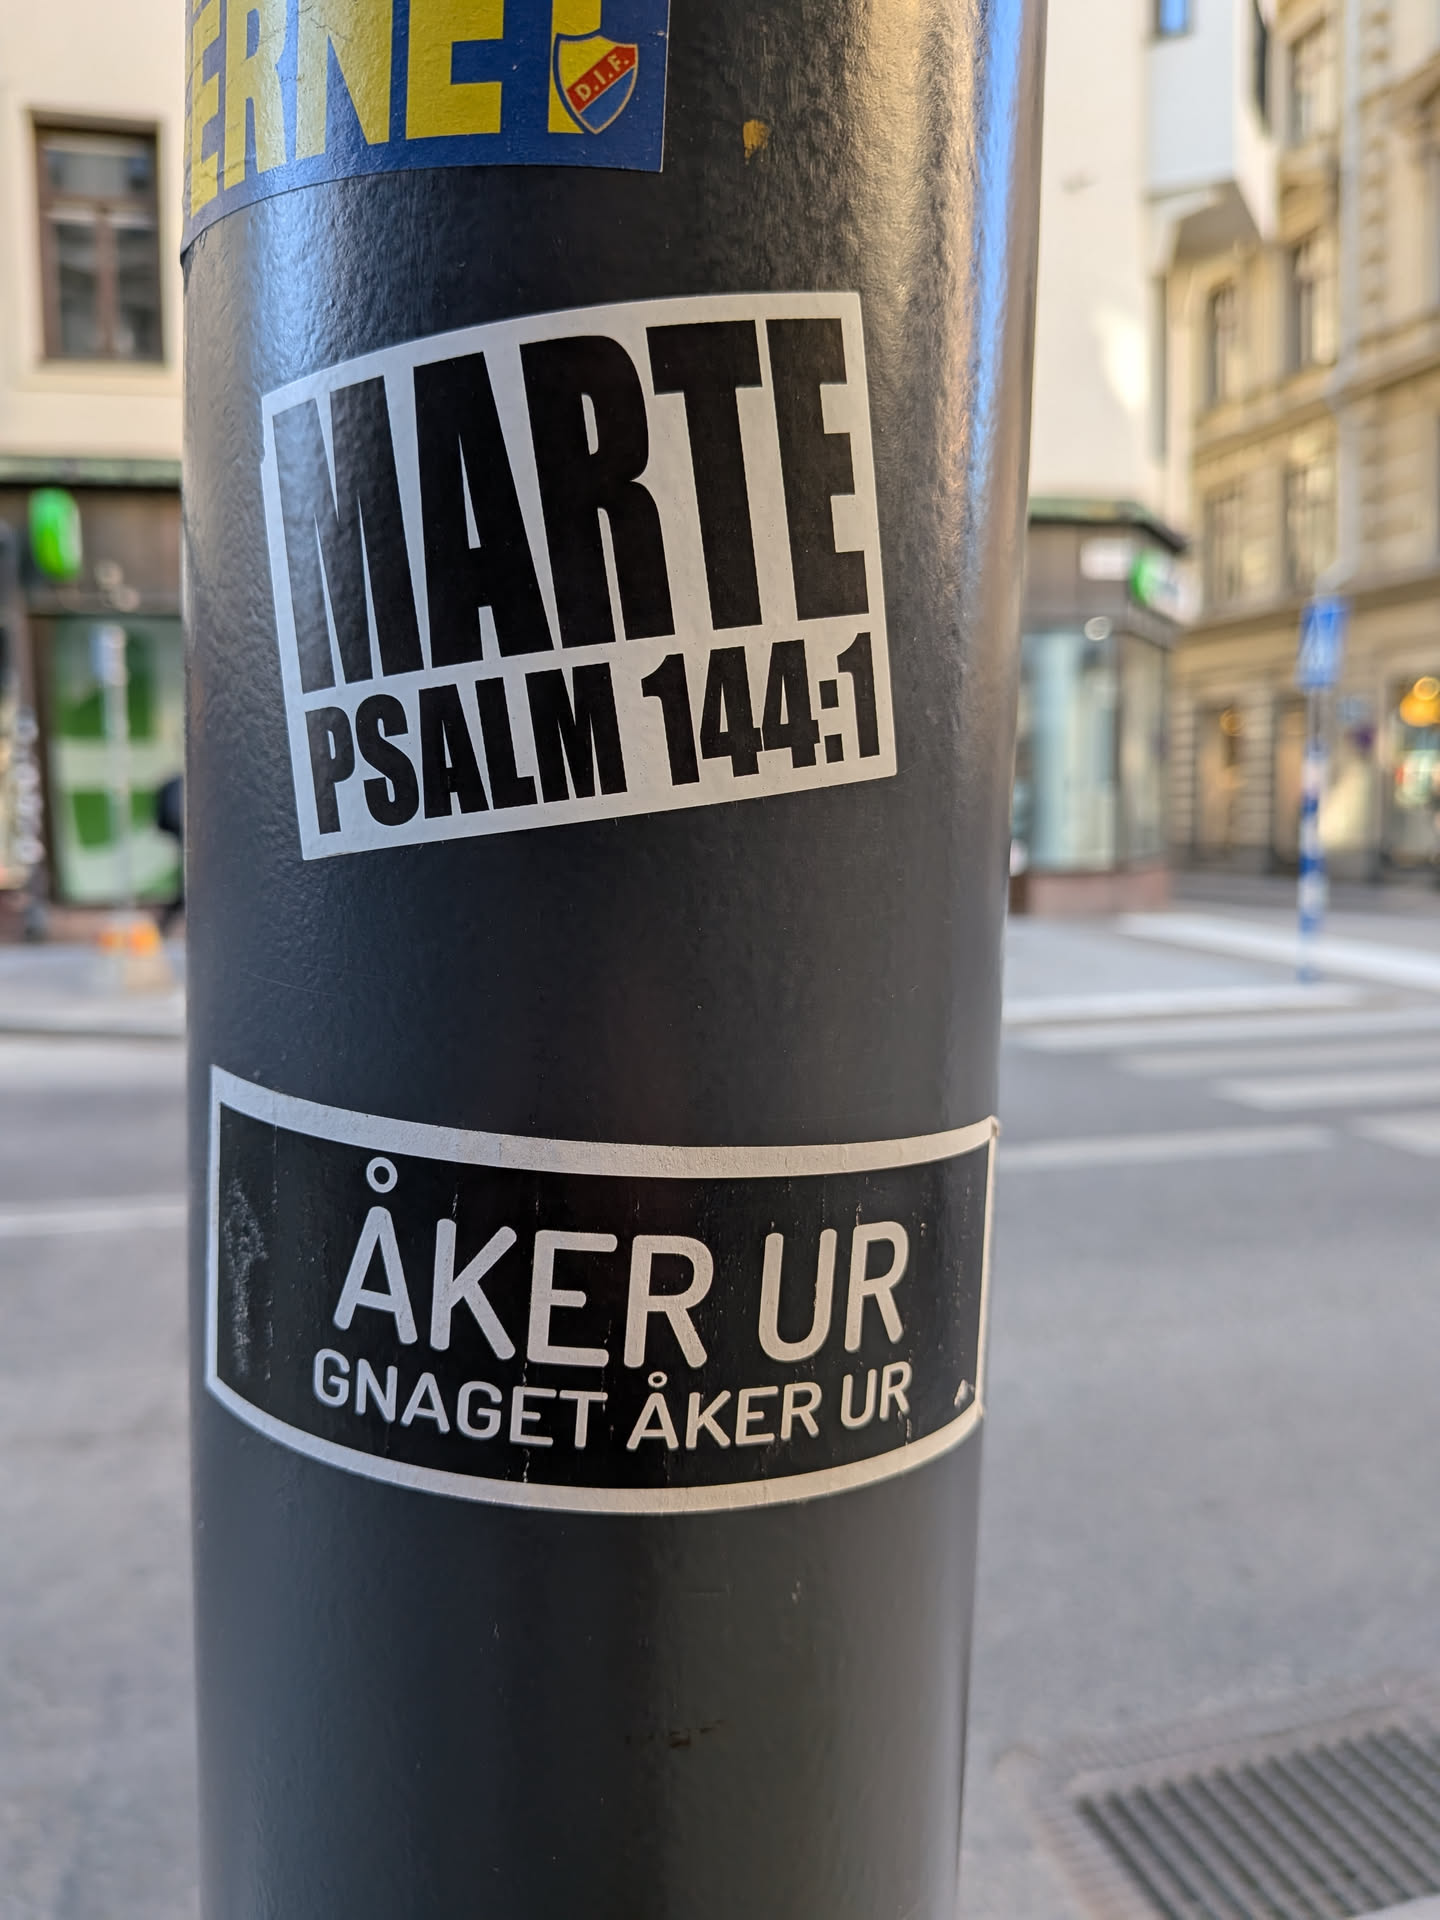 ERNE
D.I.F.
MARTE
PSALM 144:1
ÅKER UR
GNAGET ÅKER UR